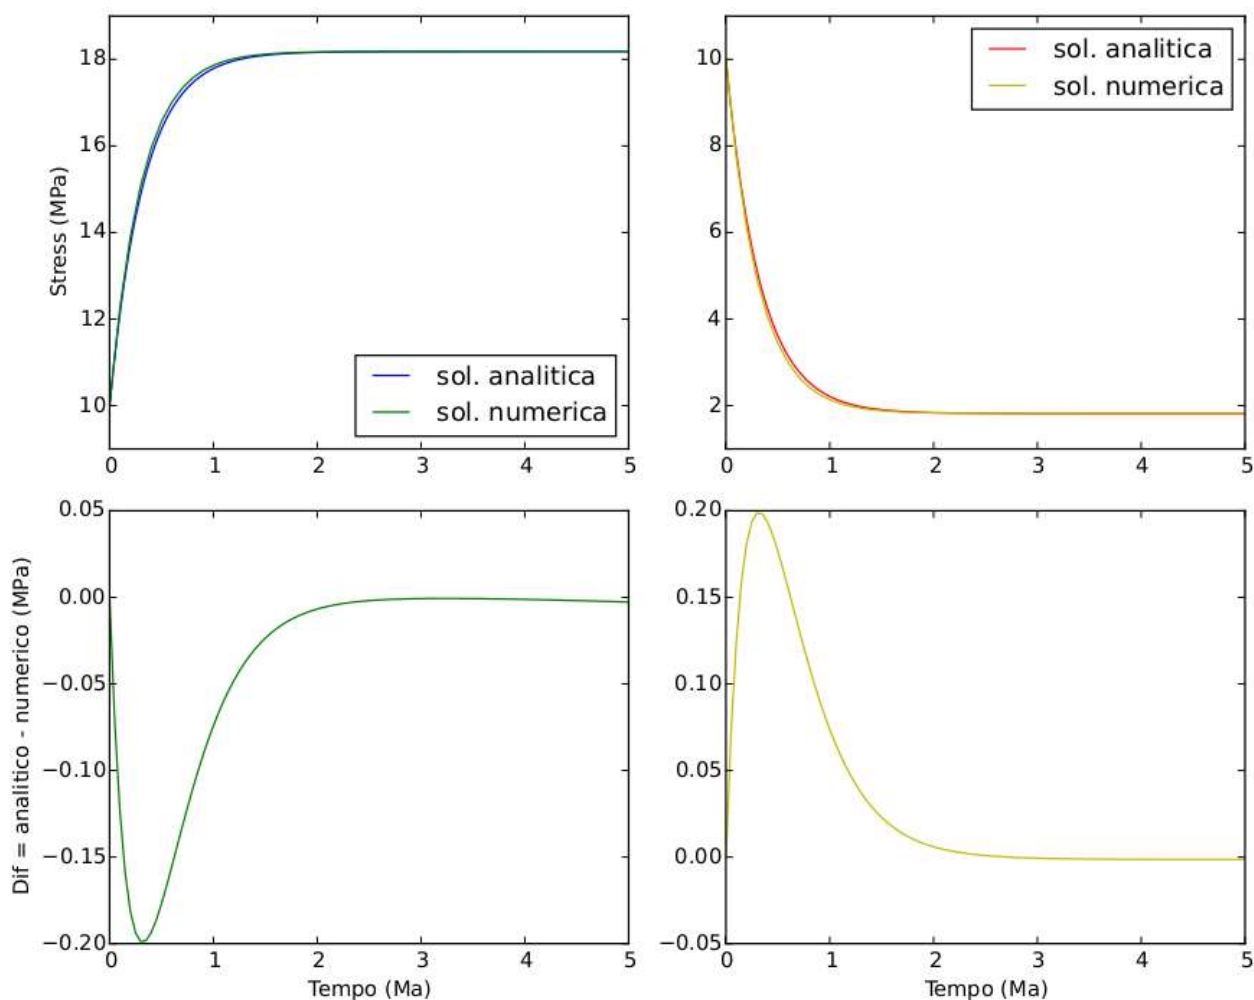 18
16
14
12
10
Stress (MPa)
sol. analitica
sol. numerica
0 1 2 3 4 5
10
8
6
4
2
sol. analitica
sol. numerica
0 1 2 3 4 5
0.05
0.00
−0.05
−0.10
−0.15
−0.20
Dif = analitico - numerico (MPa)
0 1 2 3 4 5
Tempo (Ma)
0.20
0.15
0.10
0.05
0.00
−0.05
0 1 2 3 4 5
Tempo (Ma)